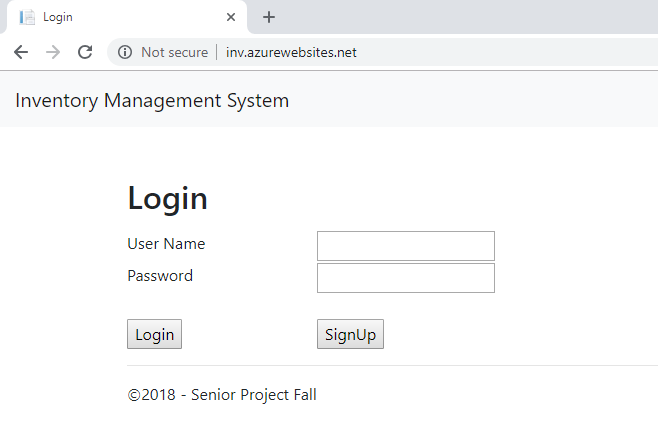 Login
Not secure inv.azurewebsites.net
Inventory Management System
Login
User Name
Password
Login SignUp
©2018 - Senior Project Fall